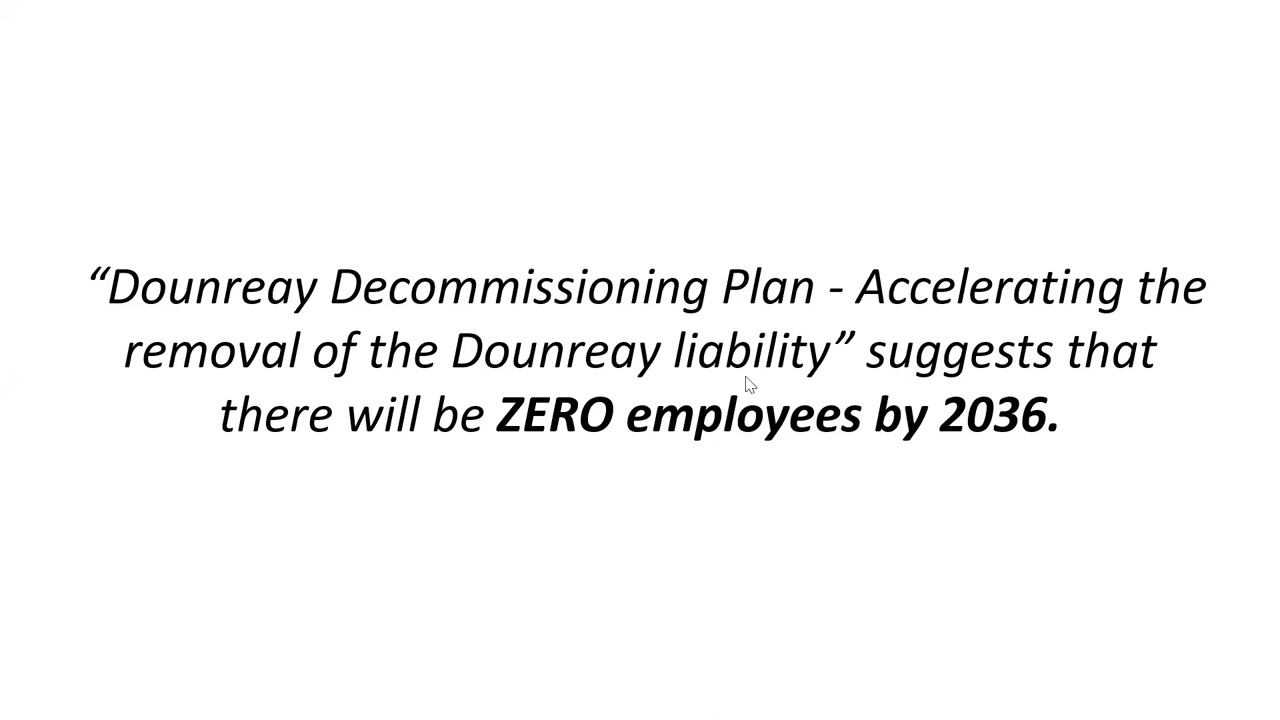 “Dounreay Decommissioning Plan - Accelerating the
removal of the Dounreay liability” suggests that
there will be ZERO employees by 2036.